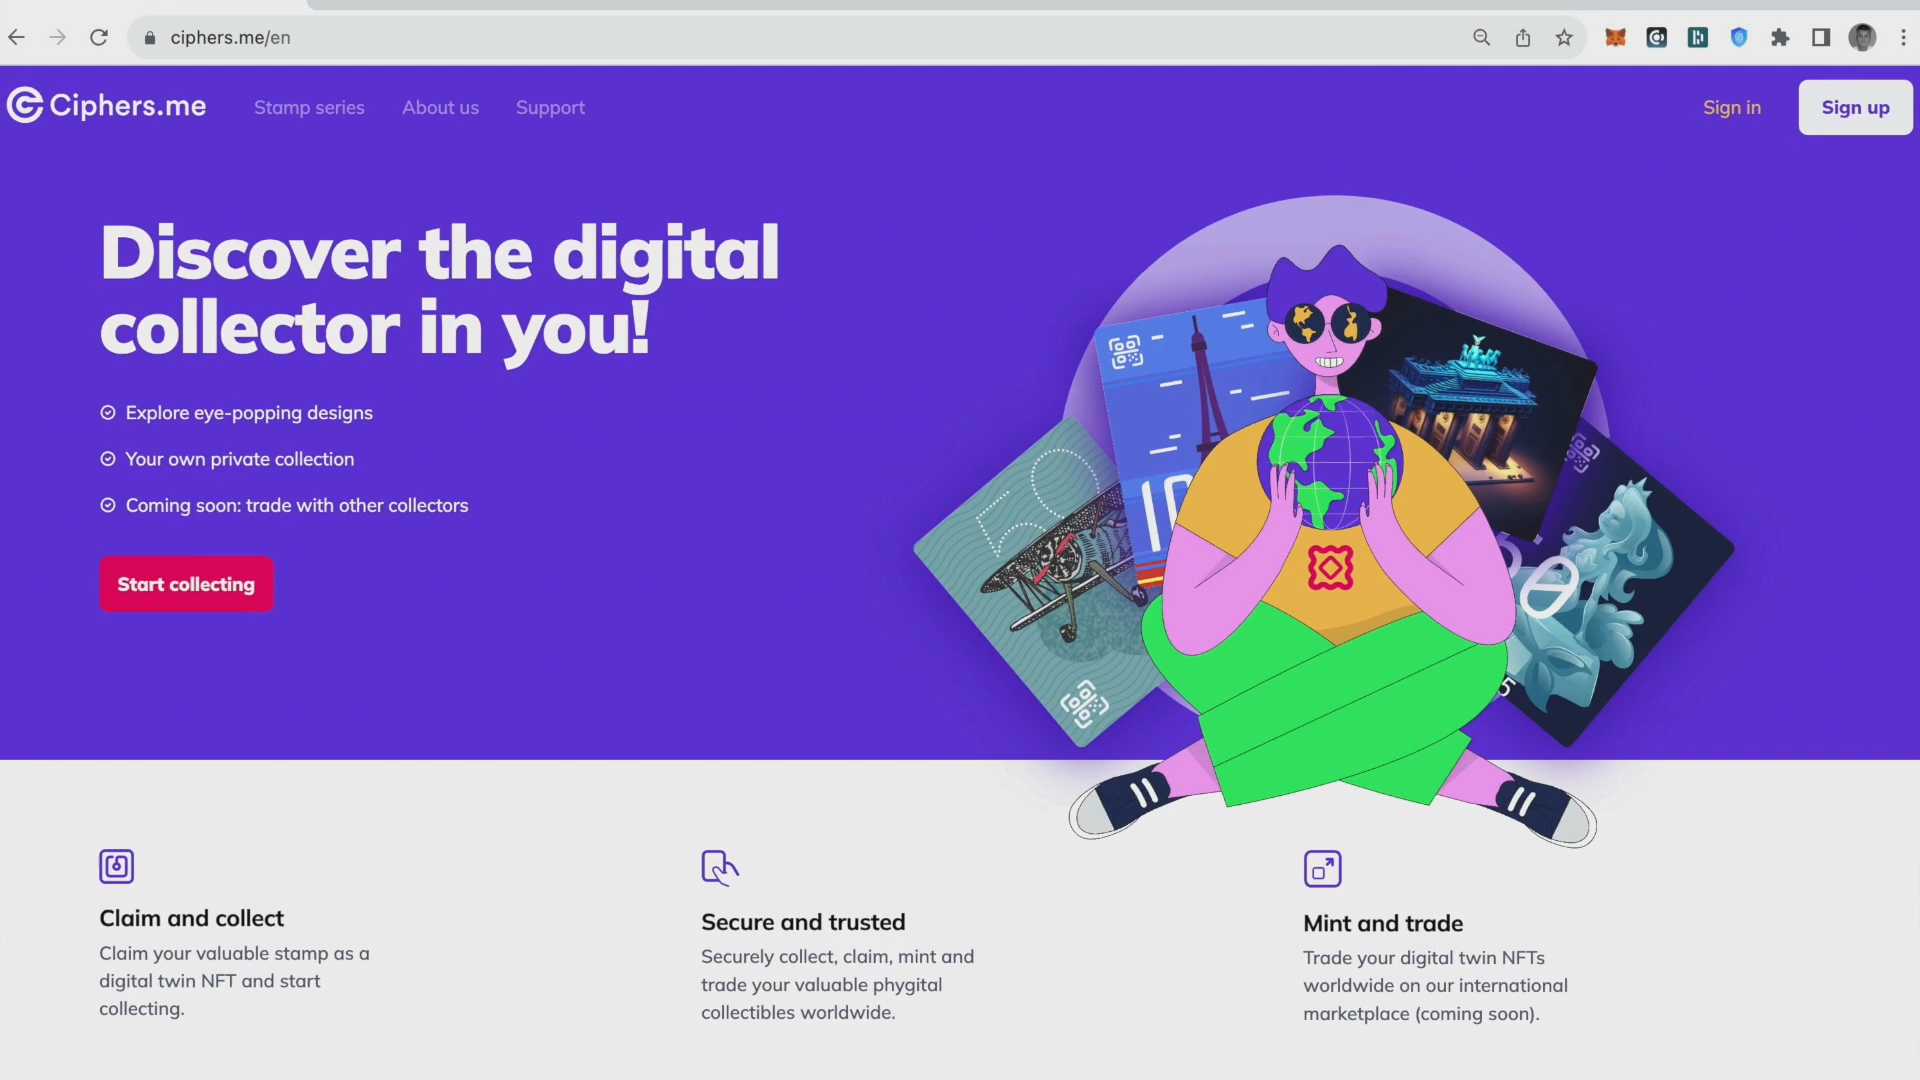 ciphers.me/en
Ciphers.me
Stamp series
About us
Support
Sign in
Sign up
Discover the digital
collector in you!
Explore eye-popping designs
Your own private collection
Coming soon: trade with other collectors
Start collecting
50
10
50
5
Claim and collect
Claim your valuable stamp as a
digital twin NFT and start
collecting.
Secure and trusted
Securely collect, claim, mint and
trade your valuable phygital
collectibles worldwide.
Mint and trade
Trade your digital twin NFTs
worldwide on our international
marketplace (coming soon).